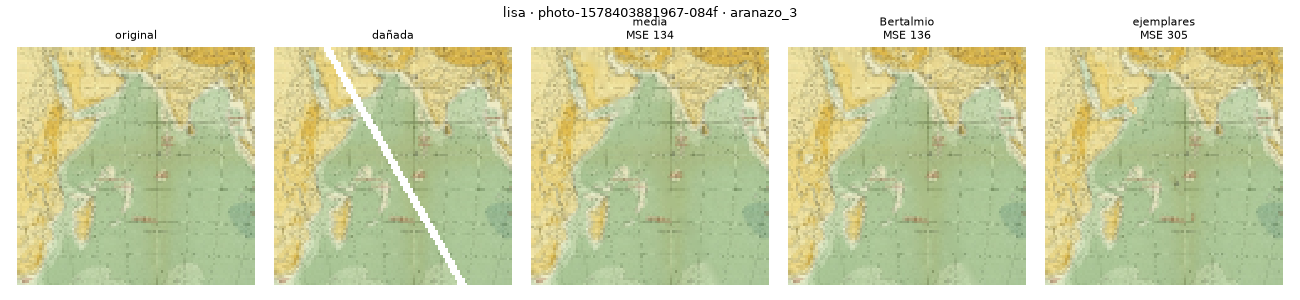 lisa · photo-1578403881967-084f · aranazo_3
original
dañada
media
MSE 134
Bertalmio
MSE 136
ejemplares
MSE 305